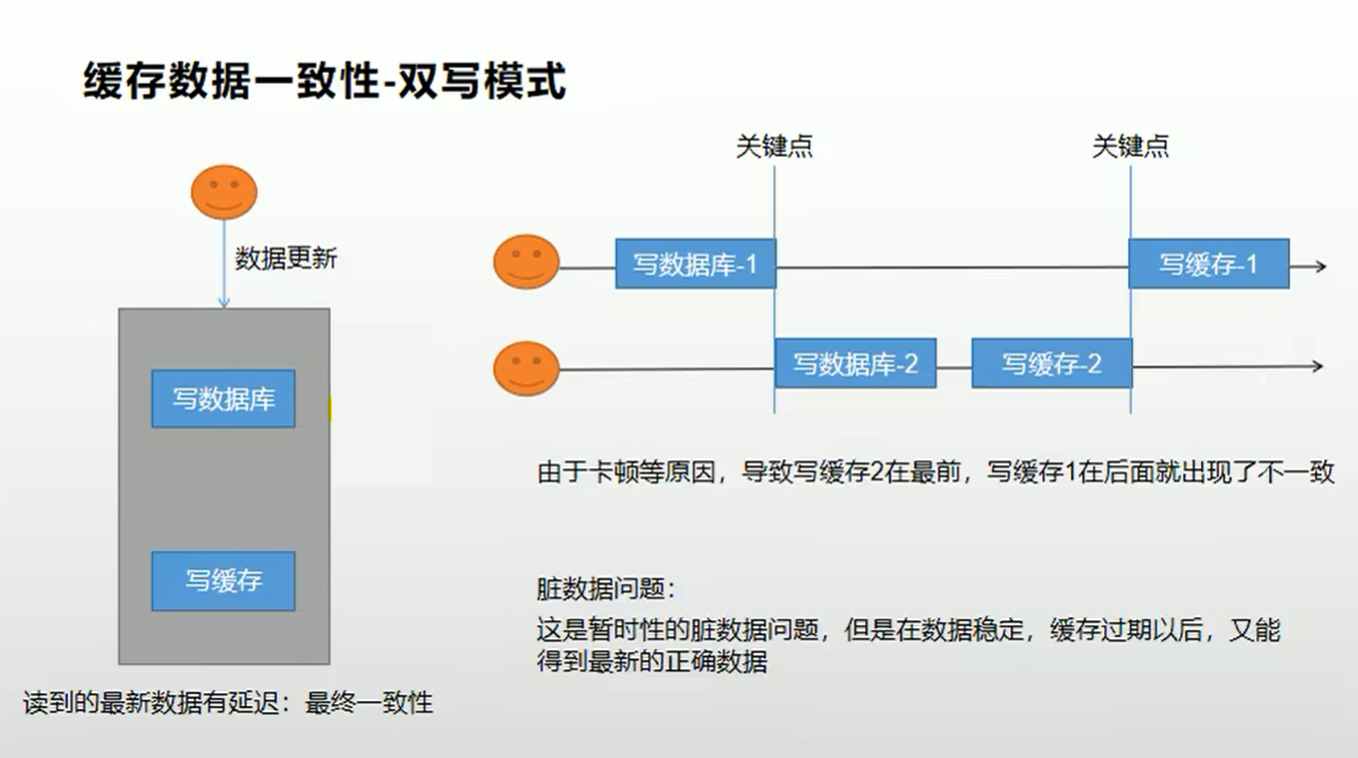 缓存数据一致性-双写模式
关键点
关键点
数据更新
写数据库-1
写缓存-1
写数据库-2
写缓存-2
写数据库
写缓存
由于卡顿等原因，导致写缓存2在最前，写缓存1在后面就出现了不一致
脏数据问题：
这是暂时性的脏数据问题，但是在数据稳定，缓存过期以后，又能
得到最新的正确数据
读到的最新数据有延迟：最终一致性